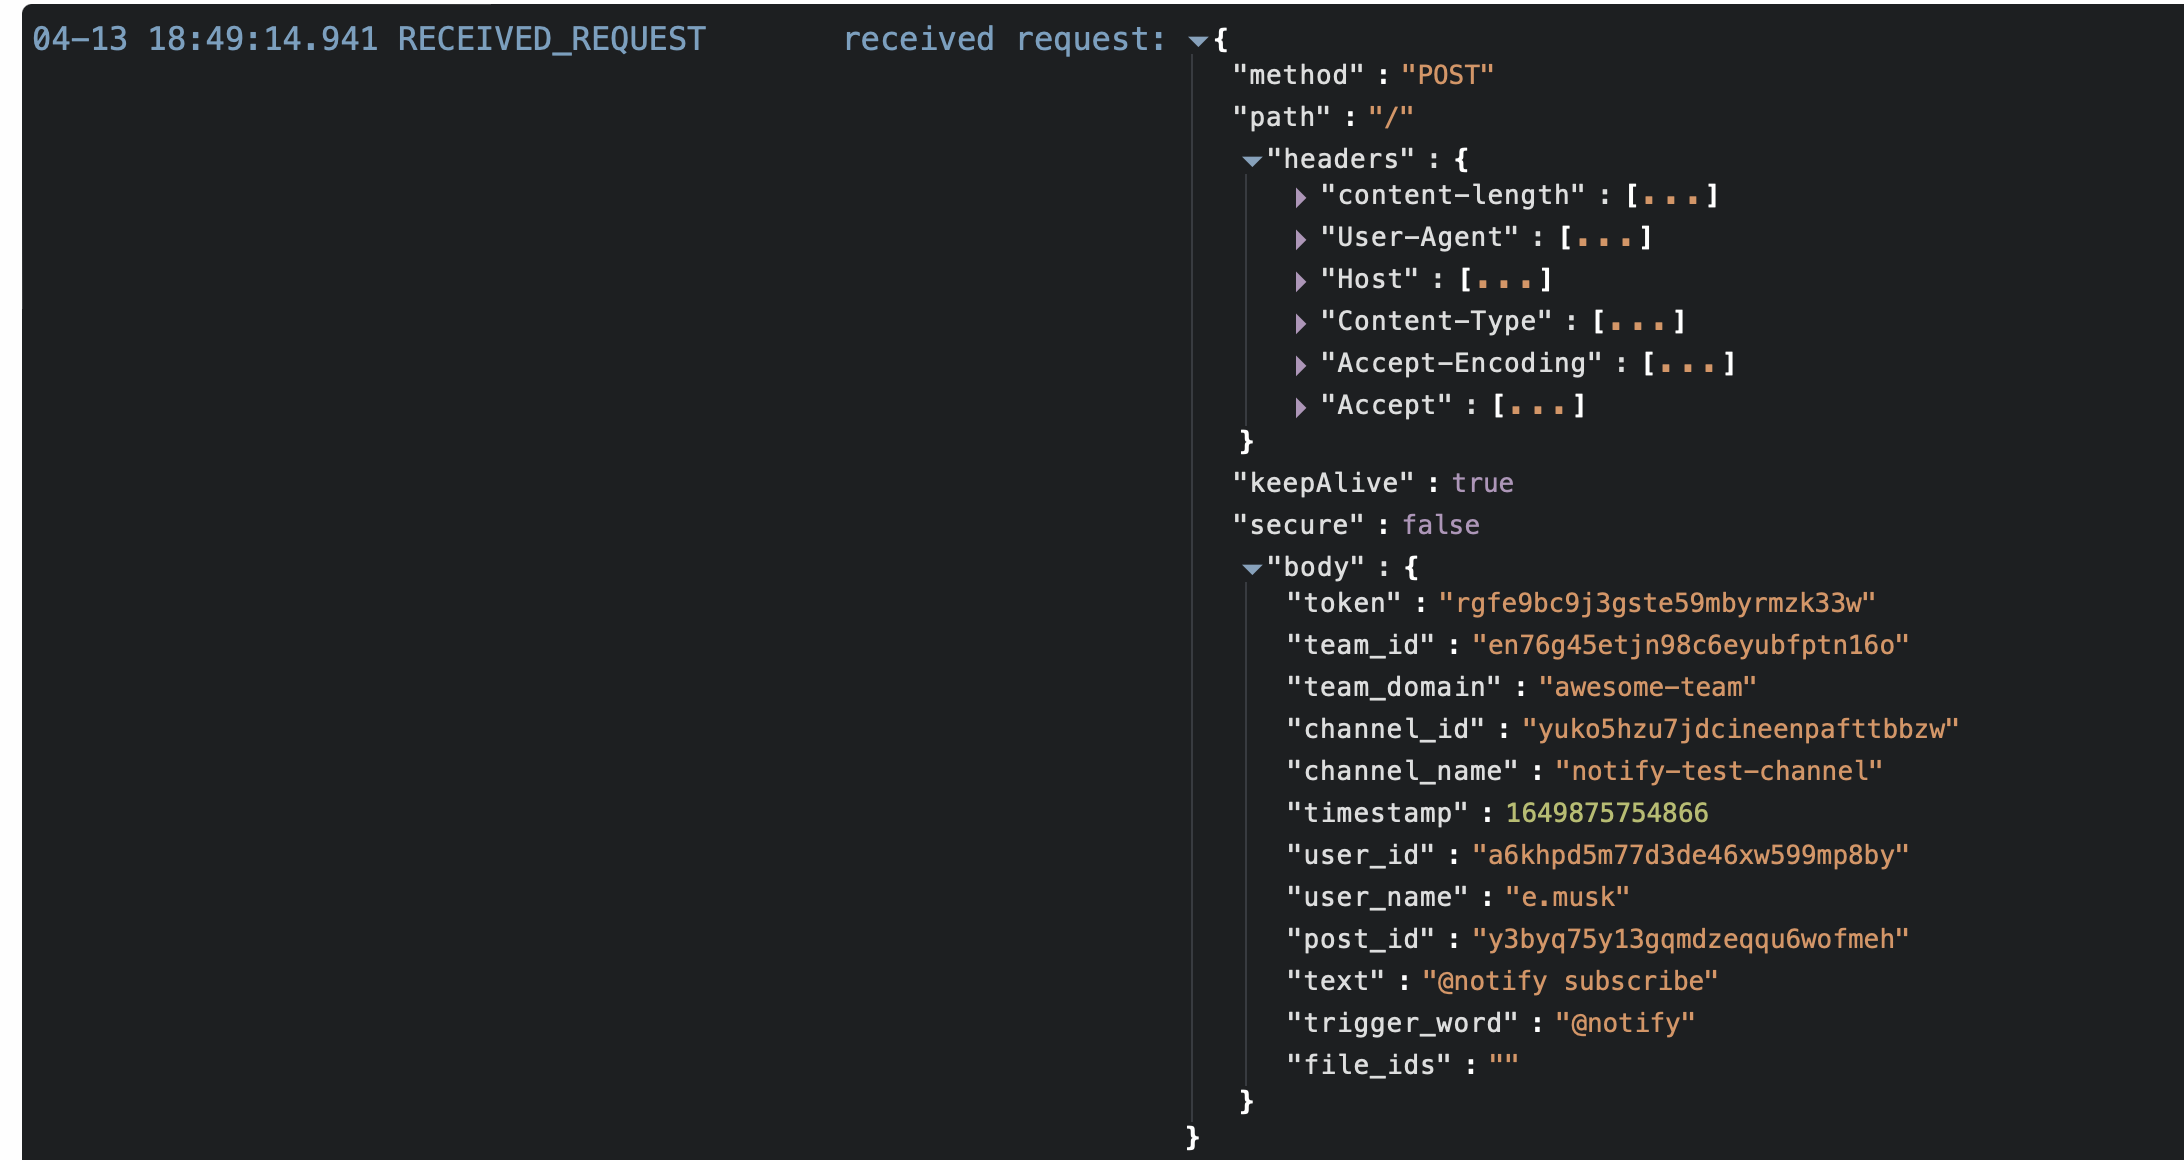 04-13 18:49:14.941 RECEIVED_REQUEST received request: {
"method" : "POST"
"path" : "/"
"headers" : {
"content-length" : [...]
"User-Agent" : [...]
"Host" : [...]
"Content-Type" : [...]
"Accept-Encoding" : [...]
"Accept" : [...]
}
"keepAlive" : true
"secure" : false
"body" : {
"token" : "rgfe9bc9j3gste59mbyrmzk33w"
"team_id" : "en76g45etjn98c6eyubfptn16o"
"team_domain" : "awesome-team"
"channel_id" : "yuko5hzu7jdcineenpafttbbzw"
"channel_name" : "notify-test-channel"
"timestamp" : 1649875754866
"user_id" : "a6khpd5m77d3de46xw599mp8by"
"user_name" : "e.musk"
"post_id" : "y3byq75y13gqmdzeqqu6wofmeh"
"text" : "@notify subscribe"
"trigger_word" : "@notify"
"file_ids" : ""
}
}